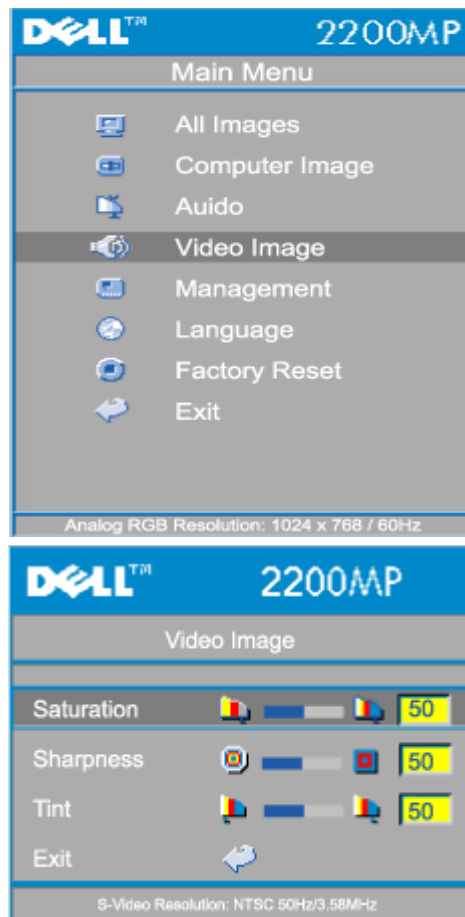 DELL™ 2200MP
Main Menu
All Images
Computer Image
Auido
Video Image
Management
Language
Factory Reset
Exit
Analog RGB Resolution: 1024 x 768 / 60Hz
DELL™ 2200MP
Video Image
Saturation 50
Sharpness 50
Tint 50
Exit
S-Video Resolution: NTSC 50Hz/3.58MHz